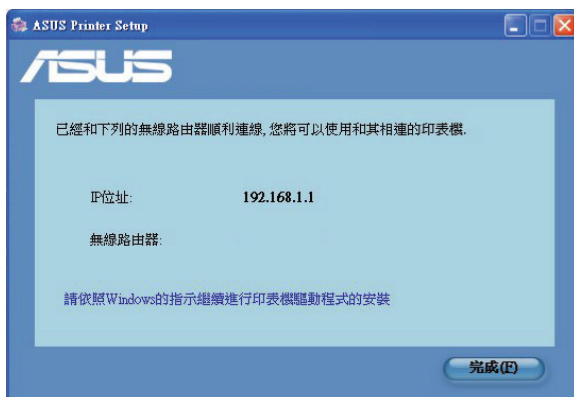 ASUS Printer Setup
ASUS
已經和下列的無線路由器順利連線, 您將可以使用和其相連的印表機.
IP位址: 192.168.1.1
無線路由器:
請依照Windows的指示繼續進行印表機驅動程式的安裝
完成(F)